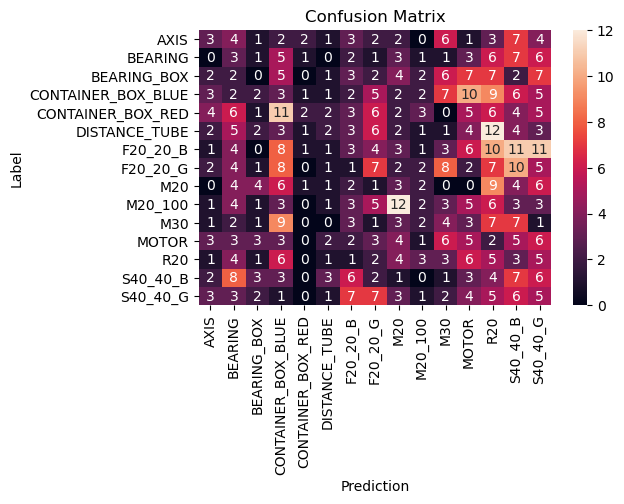 Confusion Matrix
AXIS 3 4 1 2 2 1 3 2 2 0 6 1 3 7 4
BEARING 0 3 1 5 1 0 2 1 3 1 1 3 6 7 6
BEARING_BOX 2 2 0 5 0 1 3 2 4 2 6 7 7 2 7
CONTAINER_BOX_BLUE 3 2 2 3 1 1 2 5 2 2 7 10 9 6 5
CONTAINER_BOX_RED 4 6 1 11 2 2 3 6 2 3 0 5 6 4 5
DISTANCE_TUBE 2 5 2 3 1 2 3 6 2 1 1 4 12 4 3
F20_20_B 1 4 0 8 1 1 3 4 3 1 3 6 10 11 11
F20_20_G 2 4 1 8 0 1 1 7 2 2 8 2 7 10 5
M20 0 4 4 6 1 1 2 1 3 2 0 0 9 4 6
M20_100 1 4 1 3 0 1 3 5 12 2 3 5 6 3 3
M30 1 2 1 9 0 0 3 1 3 2 4 3 7 7 1
MOTOR 3 3 3 3 0 2 2 3 4 1 6 5 2 5 6
R20 1 4 1 6 0 1 1 2 4 3 3 6 5 3 5
S40_40_B 2 8 3 3 0 3 6 2 1 0 1 3 4 7 6
S40_40_G 3 3 2 1 0 1 7 7 3 1 2 4 5 6 5
AXIS BEARING BEARING_BOX CONTAINER_BOX_BLUE CONTAINER_BOX_RED DISTANCE_TUBE F20_20_B F20_20_G M20 M20_100 M30 MOTOR R20 S40_40_B S40_40_G
Prediction
Label
12
10
8
6
4
2
0